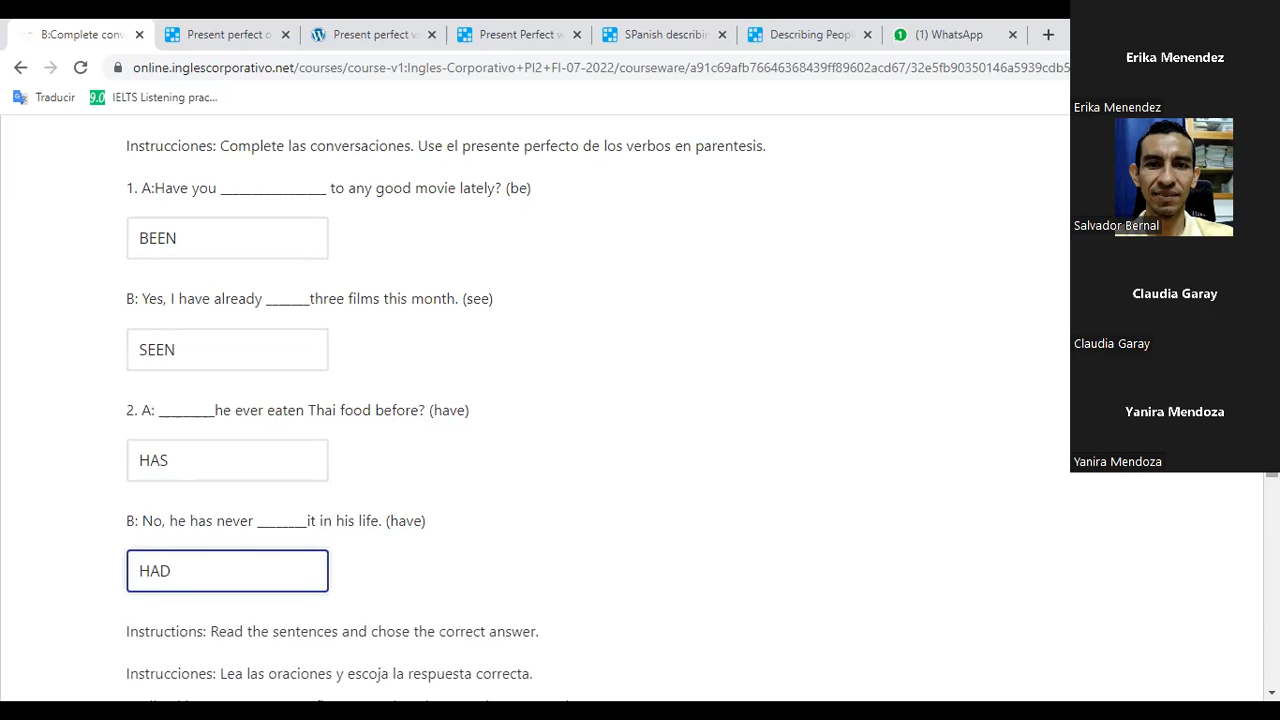 B:Complete conv
Present perfect o
Present perfect v
Present Perfect w
SPanish describin
Describing Peopl
(1) WhatsApp
online.inglescorporativo.net/courses/course-v1:Ingles-Corporativo+PI2+FI-07-2022/courseware/a91c69afb76646368439ff89602acd67/32e5fb90350146a5939cdb5
Traducir
9.0 IELTS Listening prac...
Instrucciones: Complete las conversaciones. Use el presente perfecto de los verbos en parentesis.
1. A:Have you ________________ to any good movie lately? (be)
BEEN
B: Yes, I have already ______three films this month. (see)
SEEN
2. A: ________he ever eaten Thai food before? (have)
HAS
B: No, he has never _______it in his life. (have)
HAD
Instructions: Read the sentences and chose the correct answer.
Instrucciones: Lea las oraciones y escoja la respuesta correcta.
Erika Menendez
Erika Menendez
Salvador Bernal
Claudia Garay
Claudia Garay
Yanira Mendoza
Yanira Mendoza